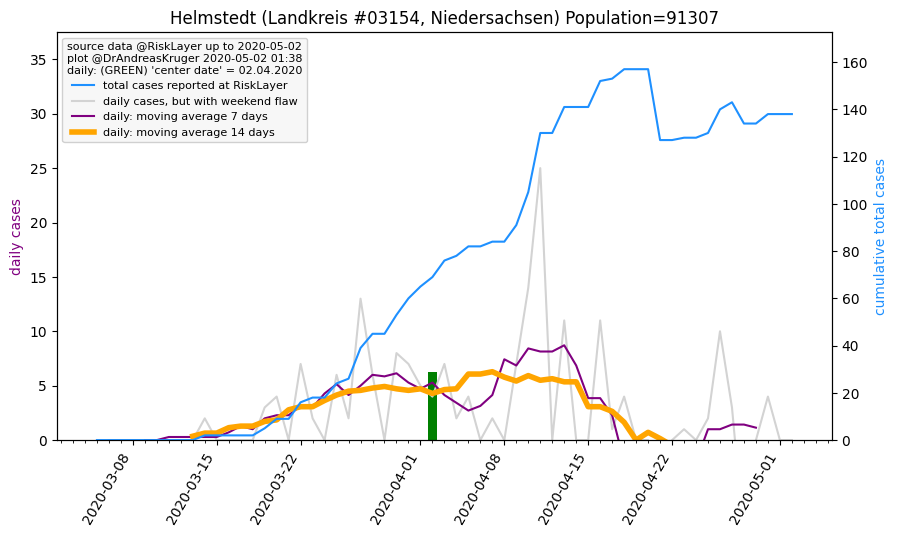 Helmstedt (Landkreis #03154, Niedersachsen) Population=91307
source data @RiskLayer up to 2020-05-02
plot @DrAndreasKruger 2020-05-02 01:38
daily: (GREEN) 'center date' = 02.04.2020
total cases reported at RiskLayer
daily cases, but with weekend flaw
daily: moving average 7 days
daily: moving average 14 days
daily cases
35
30
25
20
15
10
5
0
160
140
120
100
80
60
40
20
0
cumulative total cases
2020-03-08
2020-03-15
2020-03-22
2020-04-01
2020-04-08
2020-04-15
2020-04-22
2020-05-01